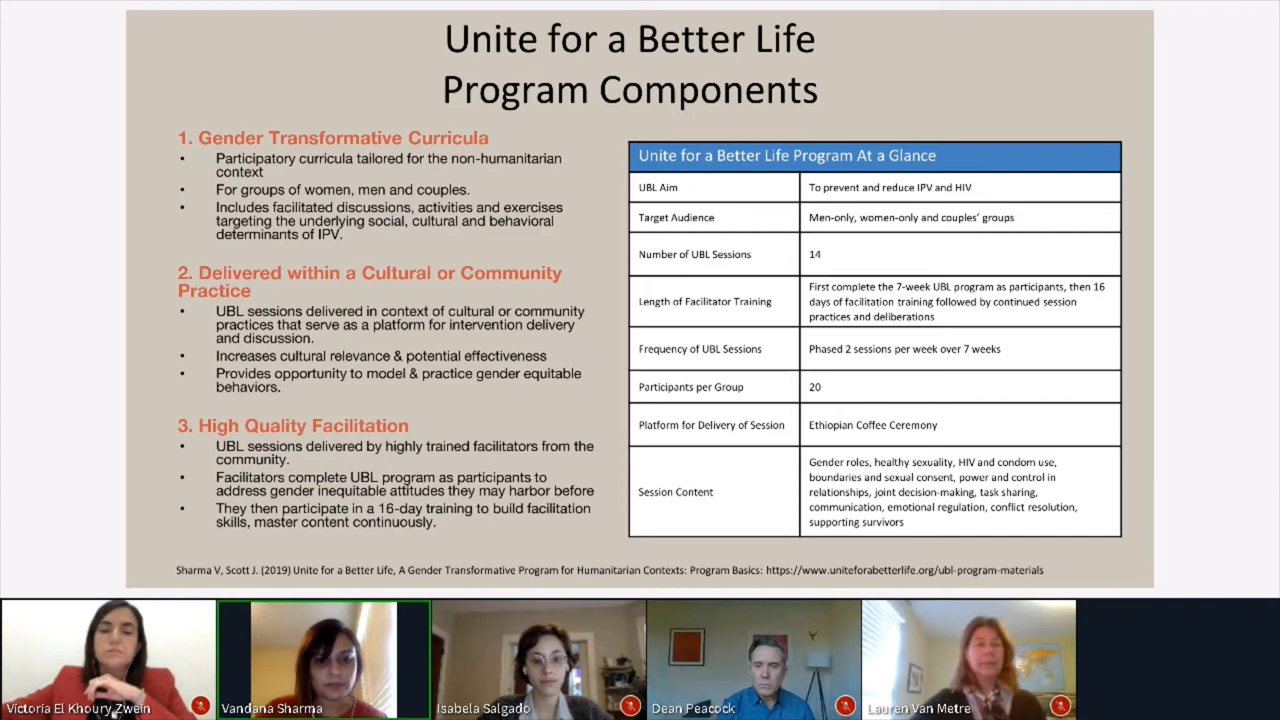 Unite for a Better Life
Program Components
1. Gender Transformative Curricula
• Participatory curricula tailored for the non-humanitarian
context
• For groups of women, men and couples.
• Includes facilitated discussions, activities and exercises
targeting the underlying social, cultural and behavioral
determinants of IPV.
2. Delivered within a Cultural or Community
Practice
• UBL sessions delivered in context of cultural or community
practices that serve as a platform for intervention delivery
and discussion.
• Increases cultural relevance & potential effectiveness
• Provides opportunity to model & practice gender equitable
behaviors.
3. High Quality Facilitation
• UBL sessions delivered by highly trained facilitators from the
community.
• Facilitators complete UBL program as participants to
address gender inequitable attitudes they may harbor before
• They then participate in a 16-day training to build facilitation
skills, master content continuously.
Unite for a Better Life Program At a Glance
UBL Aim
To prevent and reduce IPV and HIV
Target Audience
Men-only, women-only and couples' groups
Number of UBL Sessions
14
Length of Facilitator Training
First complete the 7-week UBL program as participants, then 16
days of facilitation training followed by continued session
practices and deliberations
Frequency of UBL Sessions
Phased 2 sessions per week over 7 weeks
Participants per Group
20
Platform for Delivery of Session
Ethiopian Coffee Ceremony
Session Content
Gender roles, healthy sexuality, HIV and condom use,
boundaries and sexual consent, power and control in
relationships, joint decision-making, task sharing,
communication, emotional regulation, conflict resolution,
supporting survivors
Sharma V, Scott J. (2019) Unite for a Better Life, A Gender Transformative Program for Humanitarian Contexts: Program Basics: https://www.uniteforabetterlife.org/ubl-program-materials
Victoria El Khoury Zwein
Vandana Sharma
Isabela Salgado
Dean Peacock
Lauren Van Metre